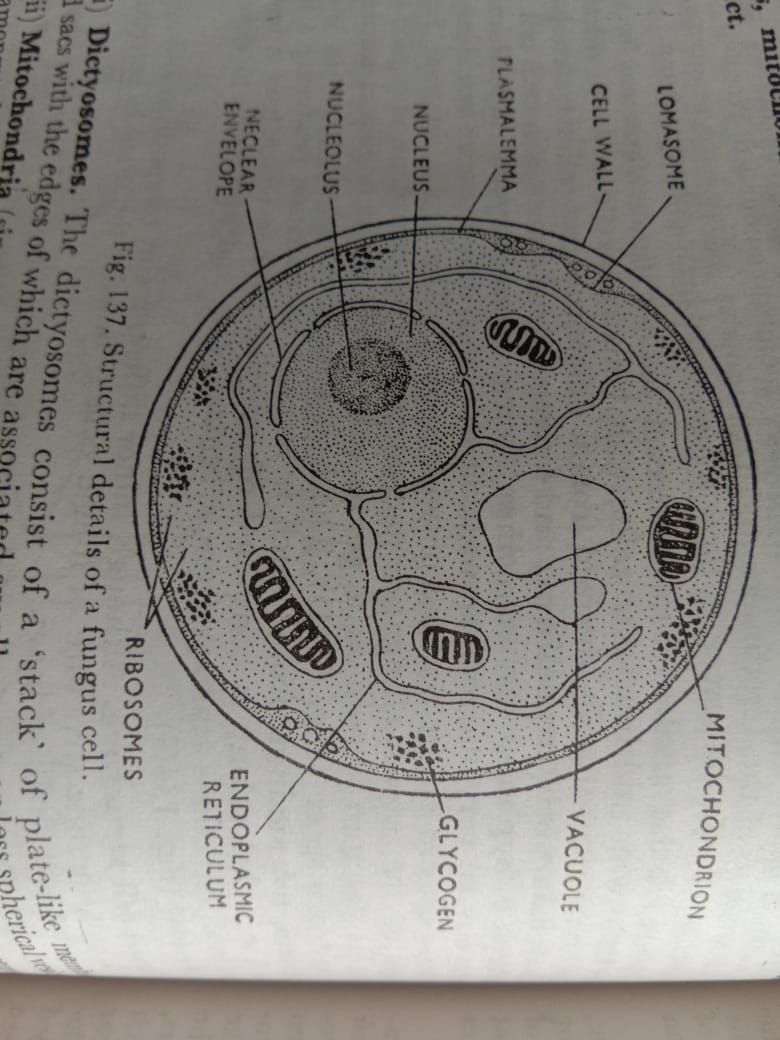 ct.
LOMASOME
CELL WALL
PLASMALEMMA
NUCLEUS
NUCLEOLUS
NECLEAR
ENVELOPE
MITOCHONDRION
VACUOLE
GLYCOGEN
ENDOPLASMIC
RETICULUM
RIBOSOMES
Fig. 137. Structural details of a fungus cell.
i) Dictyosomes. The dictyosomes consist of a ‘stack’ of plate-like
sacs with the edges of which are associated
ii) Mitochondria